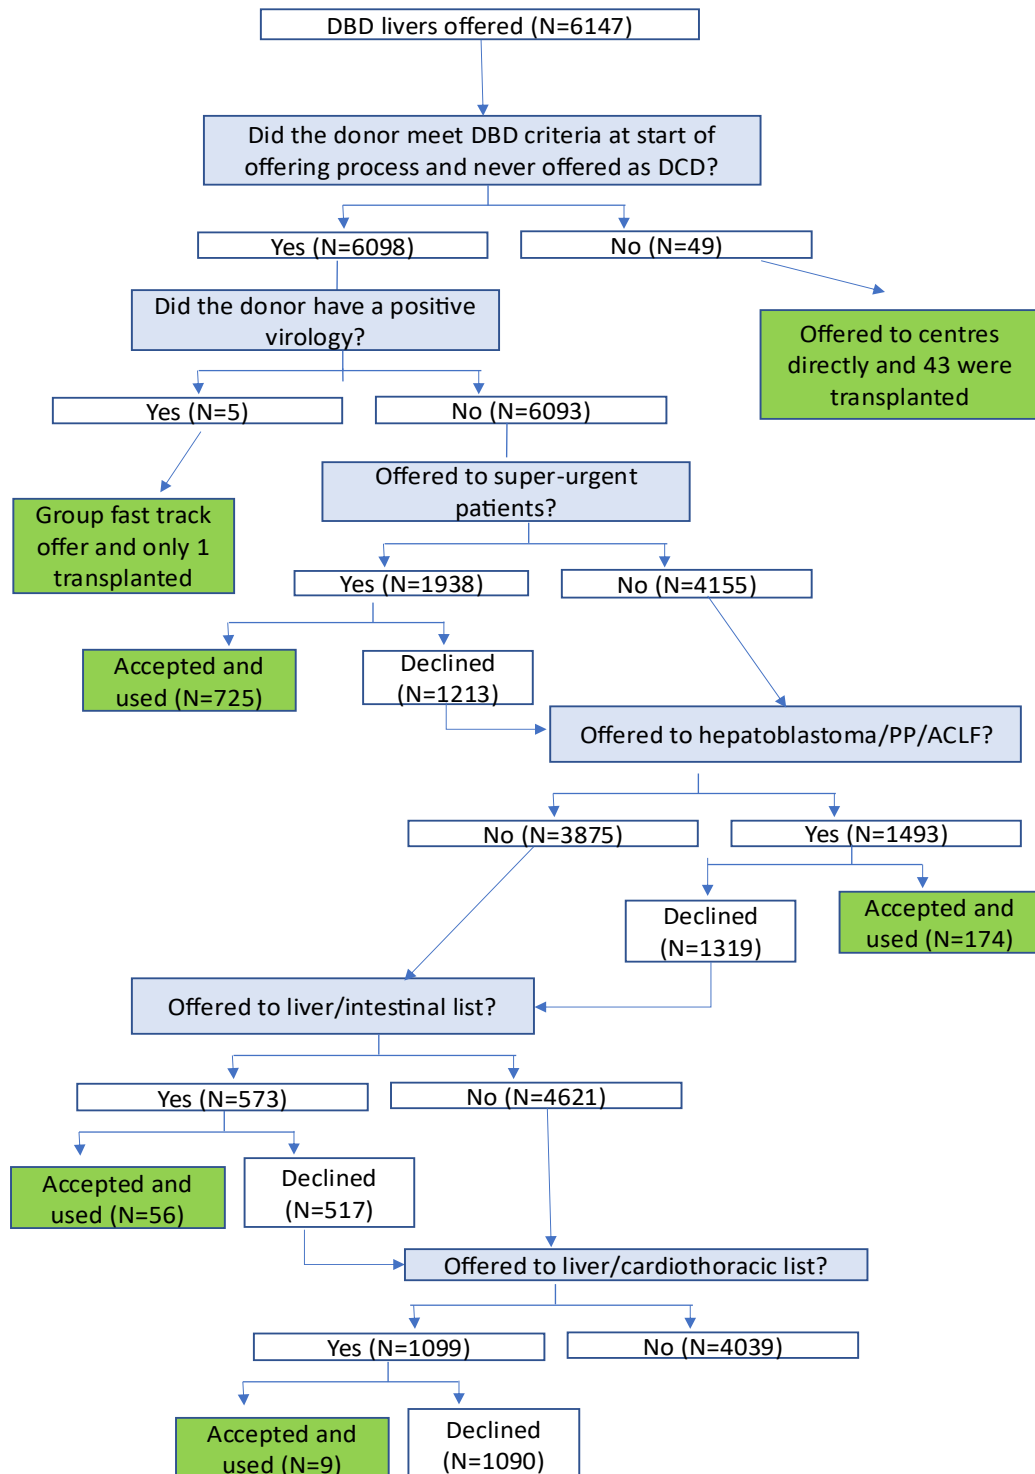 DBD livers offered (N=6147)
Did the donor meet DBD criteria at start of
offering process and never offered as DCD?
Yes (N=6098)
No (N=49)
Did the donor have a positive
virology?
Offered to centres
directly and 43 were
transplanted
Yes (N=5)
No (N=6093)
Offered to super-urgent
patients?
Group fast track
offer and only 1
transplanted
Yes (N=1938)
No (N=4155)
Accepted and
used (N=725)
Declined
(N=1213)
Offered to hepatoblastoma/PP/ACLF?
No (N=3875)
Yes (N=1493)
Declined
(N=1319)
Accepted and
used (N=174)
Offered to liver/intestinal list?
Yes (N=573)
No (N=4621)
Accepted and
used (N=56)
Declined
(N=517)
Offered to liver/cardiothoracic list?
Yes (N=1099)
No (N=4039)
Accepted and
used (N=9)
Declined
(N=1090)